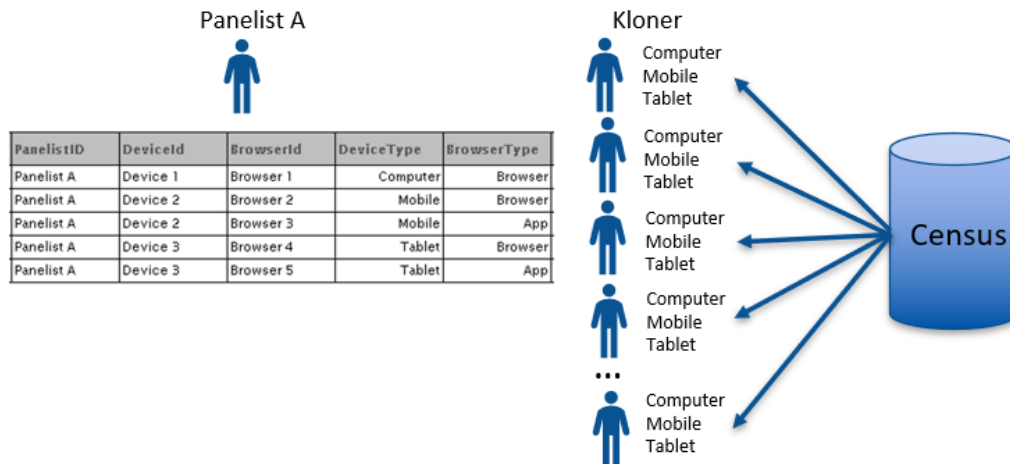 Panelist A
Kloner
PanelistID DeviceId BrowserId DeviceType BrowserType
Panelist A Device 1 Browser 1 Computer Browser
Panelist A Device 2 Browser 2 Mobile Browser
Panelist A Device 2 Browser 3 Mobile App
Panelist A Device 3 Browser 4 Tablet Browser
Panelist A Device 3 Browser 5 Tablet App
Computer
Mobile
Tablet
Computer
Mobile
Tablet
Computer
Mobile
Tablet
Computer
Mobile
Tablet
...
Computer
Mobile
Tablet
Census